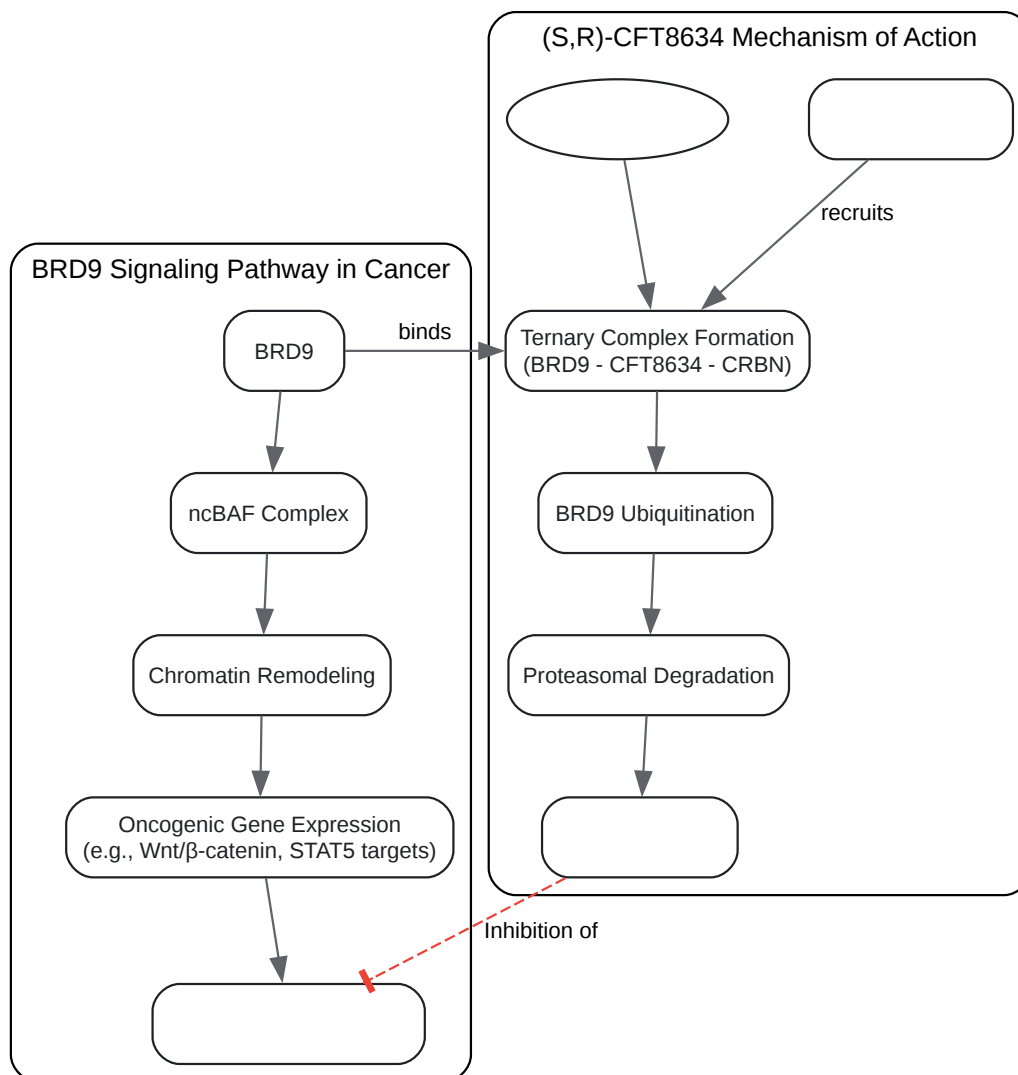 (S,R)-CFT8634 Mechanism of Action
recruits
BRD9 Signaling Pathway in Cancer
BRD9
binds
Ternary Complex Formation
(BRD9 - CFT8634 - CRBN)
ncBAF Complex
BRD9 Ubiquitination
Chromatin Remodeling
Proteasomal Degradation
Oncogenic Gene Expression
(e.g., Wnt/β-catenin, STAT5 targets)
Inhibition of